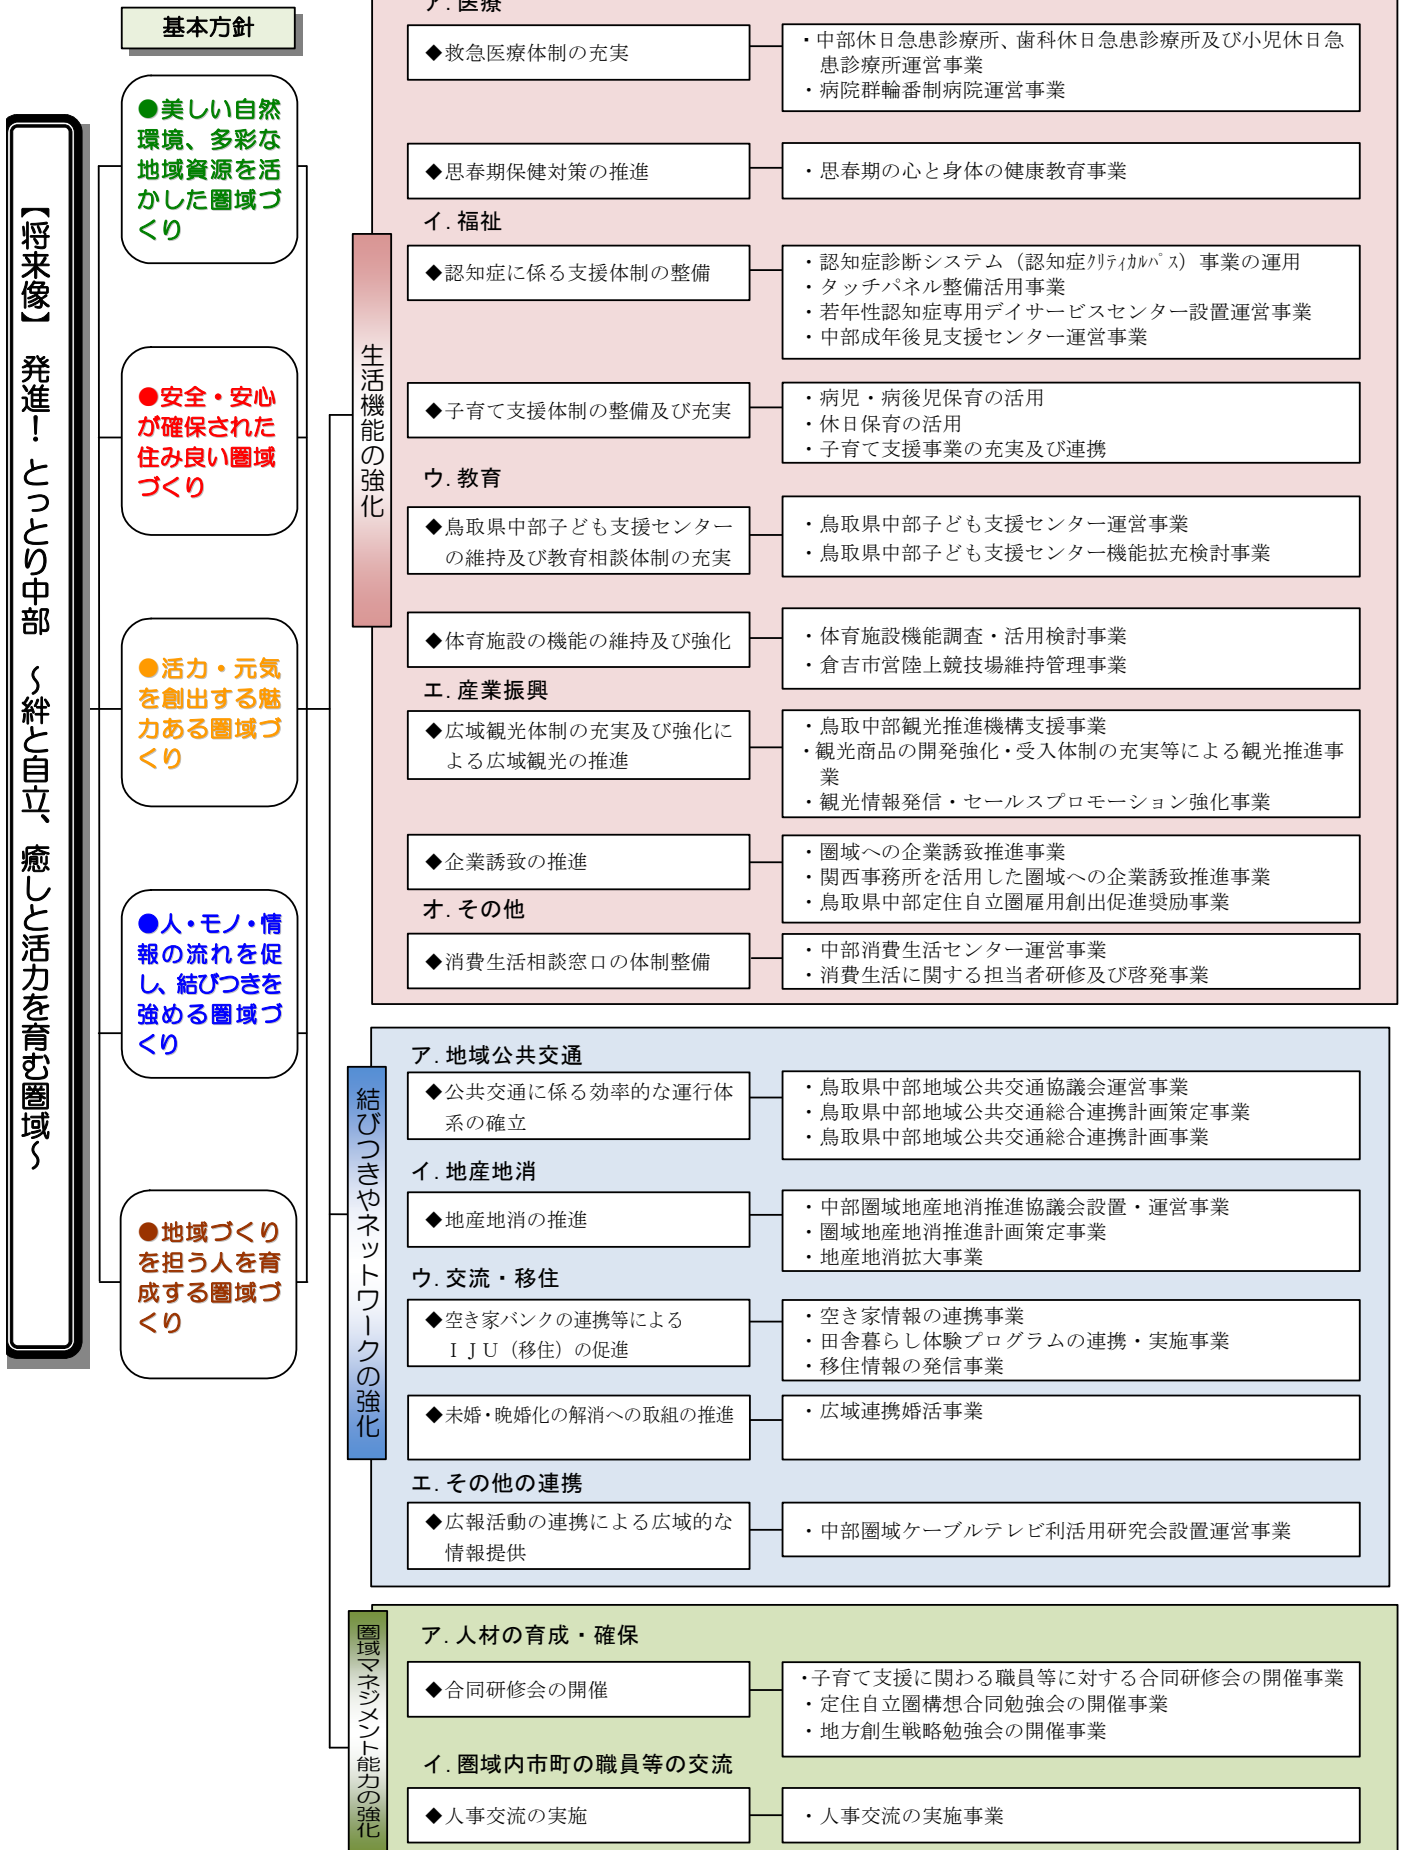 基本方針
【将来像】　発進！とっとり中部　～絆と自立、癒しと活力を育む圏域～
●美しい自然
環境、多彩な
地域資源を活
かした圏域づ
くり
●安全・安心
が確保された
住み良い圏域
づくり
●活力・元気
を創出する魅
力ある圏域づ
くり
●人・モノ・情
報の流れを促
し、結びつきを
強める圏域づ
くり
●地域づくり
を担う人を育
成する圏域づ
くり
生活機能の強化
ア．医療
◆救急医療体制の充実
・中部休日急患診療所、歯科休日急患診療所及び小児休日急
患診療所運営事業
・病院群輪番制病院運営事業
◆思春期保健対策の推進
・思春期の心と身体の健康教育事業
イ．福祉
◆認知症に係る支援体制の整備
・認知症診断システム（認知症ｸﾘﾃｨｶﾙﾊﾟｽ）事業の運用
・タッチパネル整備活用事業
・若年性認知症専用デイサービスセンター設置運営事業
・中部成年後見支援センター運営事業
◆子育て支援体制の整備及び充実
・病児・病後児保育の活用
・休日保育の活用
・子育て支援事業の充実及び連携
ウ．教育
◆鳥取県中部子ども支援センター
の維持及び教育相談体制の充実
・鳥取県中部子ども支援センター運営事業
・鳥取県中部子ども支援センター機能拡充検討事業
◆体育施設の機能の維持及び強化
・体育施設機能調査・活用検討事業
・倉吉市営陸上競技場維持管理事業
エ．産業振興
◆広域観光体制の充実及び強化に
よる広域観光の推進
・鳥取中部観光推進機構支援事業
・観光商品の開発強化・受入体制の充実等による観光推進事
業
・観光情報発信・セールスプロモーション強化事業
◆企業誘致の推進
・圏域への企業誘致推進事業
・関西事務所を活用した圏域への企業誘致推進事業
・鳥取県中部定住自立圏雇用創出促進奨励事業
オ．その他
◆消費生活相談窓口の体制整備
・中部消費生活センター運営事業
・消費生活に関する担当者研修及び啓発事業
結びつきやネットワークの強化
ア．地域公共交通
◆公共交通に係る効率的な運行体
系の確立
・鳥取県中部地域公共交通協議会運営事業
・鳥取県中部地域公共交通総合連携計画策定事業
・鳥取県中部地域公共交通総合連携計画事業
イ．地産地消
◆地産地消の推進
・中部圏域地産地消推進協議会設置・運営事業
・圏域地産地消推進計画策定事業
・地産地消拡大事業
ウ．交流・移住
◆空き家バンクの連携等による
ＩＪＵ（移住）の促進
・空き家情報の連携事業
・田舎暮らし体験プログラムの連携・実施事業
・移住情報の発信事業
◆未婚・晩婚化の解消への取組の推進
・広域連携婚活事業
エ．その他の連携
◆広報活動の連携による広域的な
情報提供
・中部圏域ケーブルテレビ利活用研究会設置運営事業
圏域マネジメント能力の強化
ア．人材の育成・確保
◆合同研修会の開催
・子育て支援に関わる職員等に対する合同研修会の開催事業
・定住自立圏構想合同勉強会の開催事業
・地方創生戦略勉強会の開催事業
イ．圏域内市町の職員等の交流
◆人事交流の実施
・人事交流の実施事業